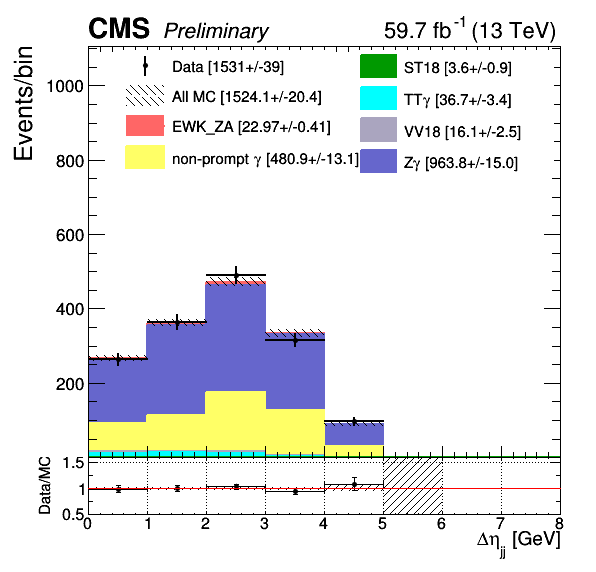 CMS Preliminary 59.7 fb⁻¹ (13 TeV)
Events/bin
1000
800
600
400
200
Data [1531+/-39]
All MC [1524.1+/-20.4]
EWK_ZA [22.97+/-0.41]
non-prompt γ [480.9+/-13.1]
ST18 [3.6+/-0.9]
TTγ [36.7+/-3.4]
VV18 [16.1+/-2.5]
Zγ [963.8+/-15.0]
Data/MC
1.5
1
0.5
0 1 2 3 4 5 6 7 8
Δηjj [GeV]